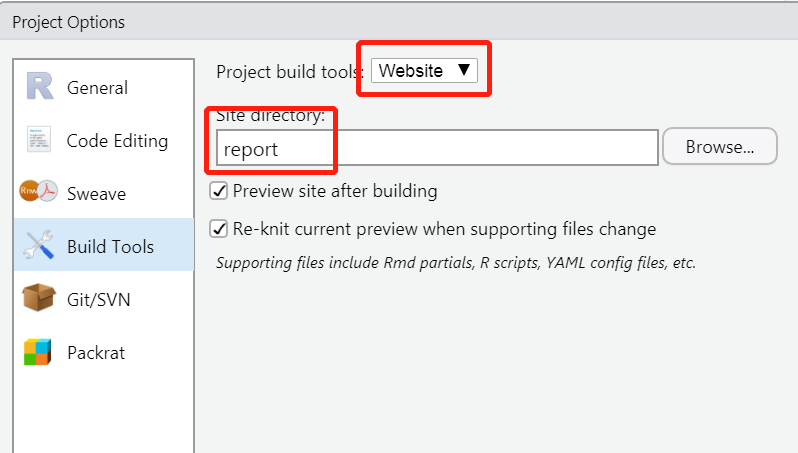 Project Options
General
Code Editing
Rnw
Sweave
Build Tools
Git/SVN
Packrat
Project build tools: Website
Site directory:
report
Browse...
Preview site after building
Re-knit current preview when supporting files change
Supporting files include Rmd partials, R scripts, YAML config files, etc.